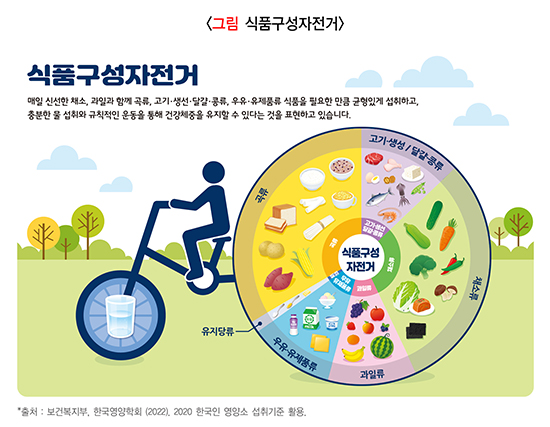 <그림 식품구성자전거>
식품구성자전거
매일 신선한 채소, 과일과 함께 곡류, 고기·생선·달걀·콩류, 우유·유제품류 식품을 필요한 만큼 균형있게 섭취하고,
충분한 물 섭취와 규칙적인 운동을 통해 건강체중을 유지할 수 있다는 것을 표현하고 있습니다.
고기·생성 / 달걀·콩류
곡류
고기·생선
달걀·콩류
곡류
식품구성
자전거
채소류
채소류
과일류
유지당류
우유·유제품류
과일류
*출처 : 보건복지부, 한국영양학회 (2022), 2020 한국인 영양소 섭취기준 활용.